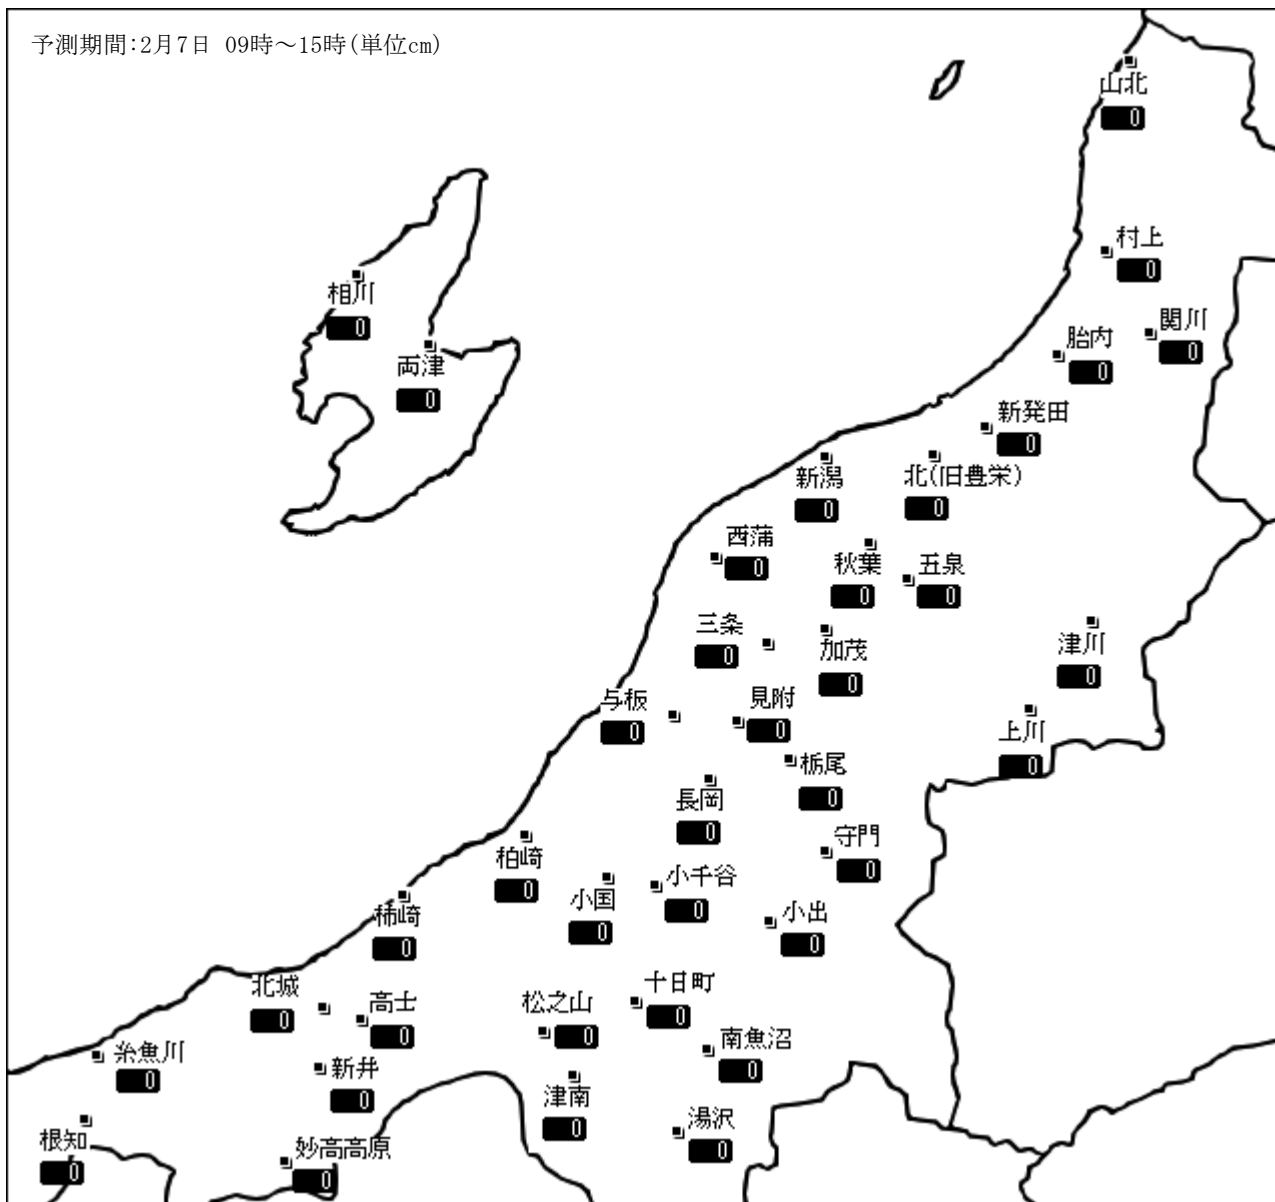 予測期間:2月7日 09時～15時(単位cm)
山北
0
村上
0
相川
0
関川
0
胎内
0
両津
0
新発田
0
新潟
0
北(旧豊栄)
0
西蒲
0
秋葉
0
五泉
0
三条
0
加茂
0
津川
0
与板
0
見附
0
上川
0
栃尾
0
長岡
0
守門
0
柏崎
0
小国
0
小千谷
0
小出
0
柿崎
0
北城
0
高士
0
松之山
0
十日町
0
南魚沼
0
糸魚川
0
新井
0
津南
0
湯沢
0
根知
0
妙高高原
0